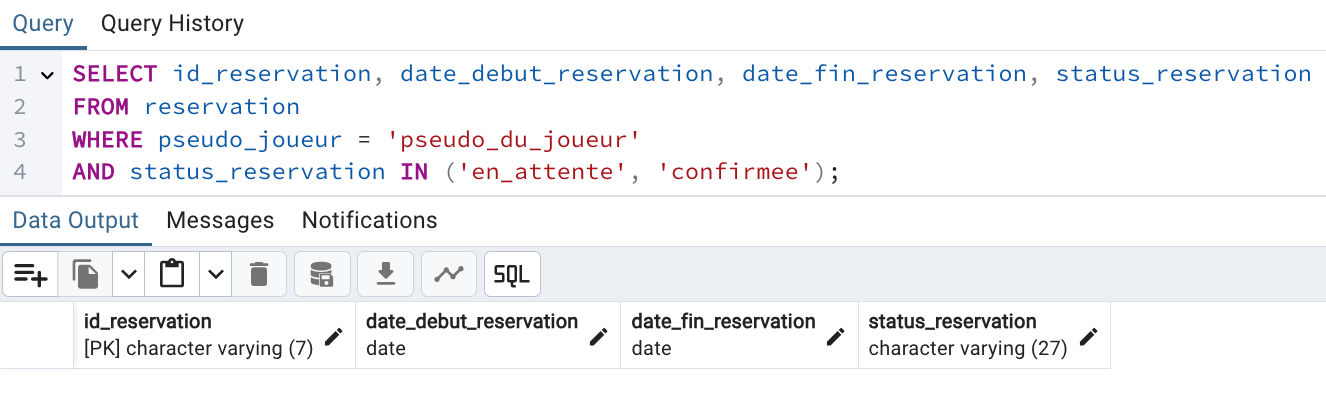 Query Query History
1 SELECT id_reservation, date_debut_reservation, date_fin_reservation, status_reservation
2 FROM reservation
3 WHERE pseudo_joueur = 'pseudo_du_joueur'
4 AND status_reservation IN ('en_attente', 'confirmee');
Data Output Messages Notifications
SQL
id_reservation date_debut_reservation date_fin_reservation status_reservation
[PK] character varying (7) date date character varying (27)